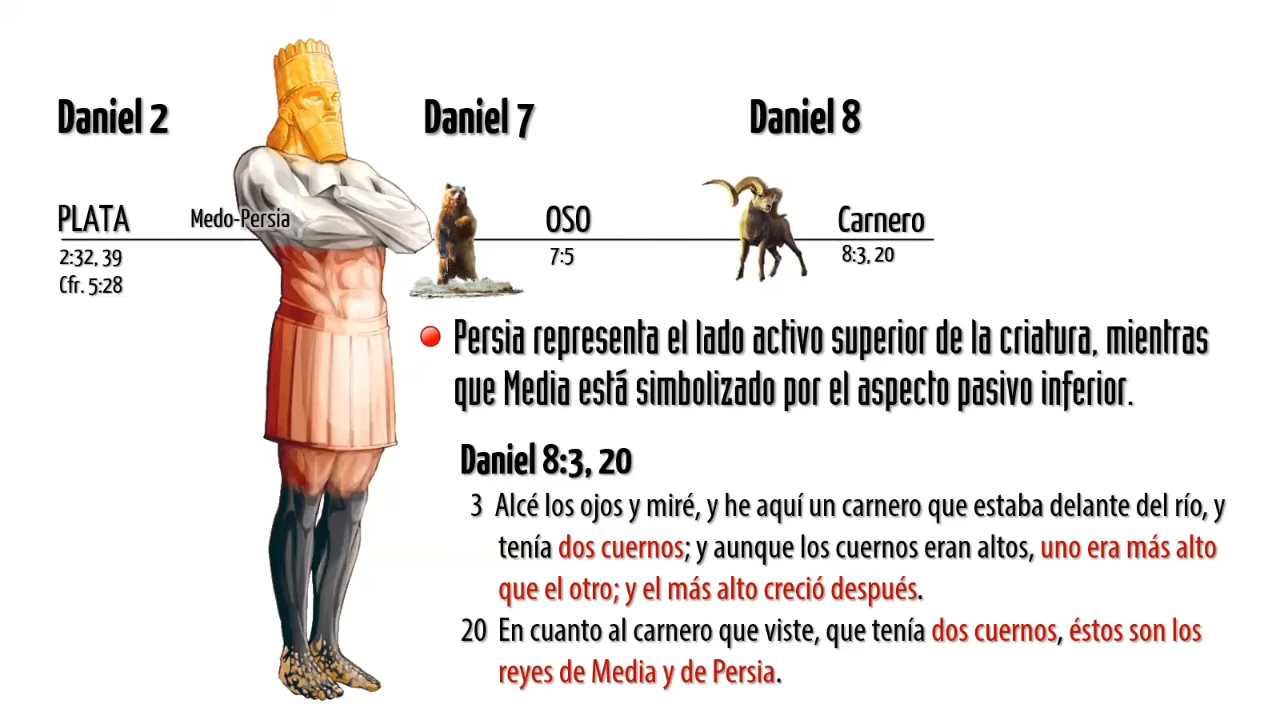 Daniel 2
Daniel 7
Daniel 8
PLATA
Medo-Persia
OSO
Carnero
2:32, 39
7:5
8:3, 20
Cfr. 5:28
Persia representa el lado activo superior de la criatura, mientras
que Media está simbolizado por el aspecto pasivo inferior.
Daniel 8:3, 20
3 Alcé los ojos y miré, y he aquí un carnero que estaba delante del río, y
tenía dos cuernos; y aunque los cuernos eran altos, uno era más alto
que el otro; y el más alto creció después.
20 En cuanto al carnero que viste, que tenía dos cuernos, éstos son los
reyes de Media y de Persia.